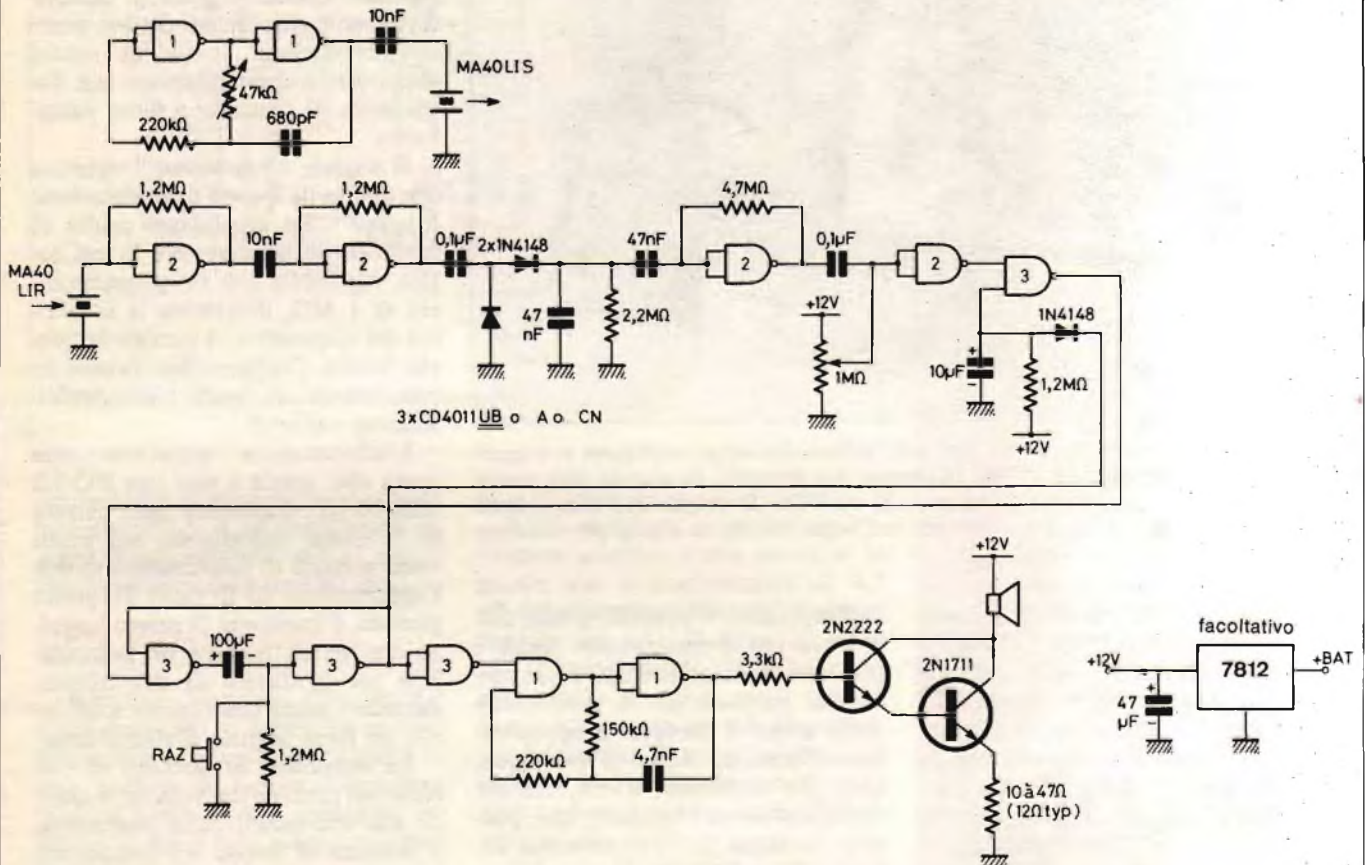 10nF
1
1
MA40LIS
47kΩ
220kΩ
680pF
1,2MΩ
1,2MΩ
4,7MΩ
10nF
0,1µF
2x1N4148
47nF
0,1µF
2
2
2
2
3
MA40
LIR
47
nF
2,2MΩ
+12V
1MΩ
1N4148
10µF
+
-
1,2MΩ
+12V
3xCD4011UB o A o CN
+12V
100µF
+
-
2N2222
2N1711
facoltativo
3
3
3
1
1
3,3kΩ
+12V
7812
+BAT
47
µF
+
-
RAZ
1,2MΩ
150kΩ
220kΩ
4,7nF
10 à 47Ω
(12Ωtyp)